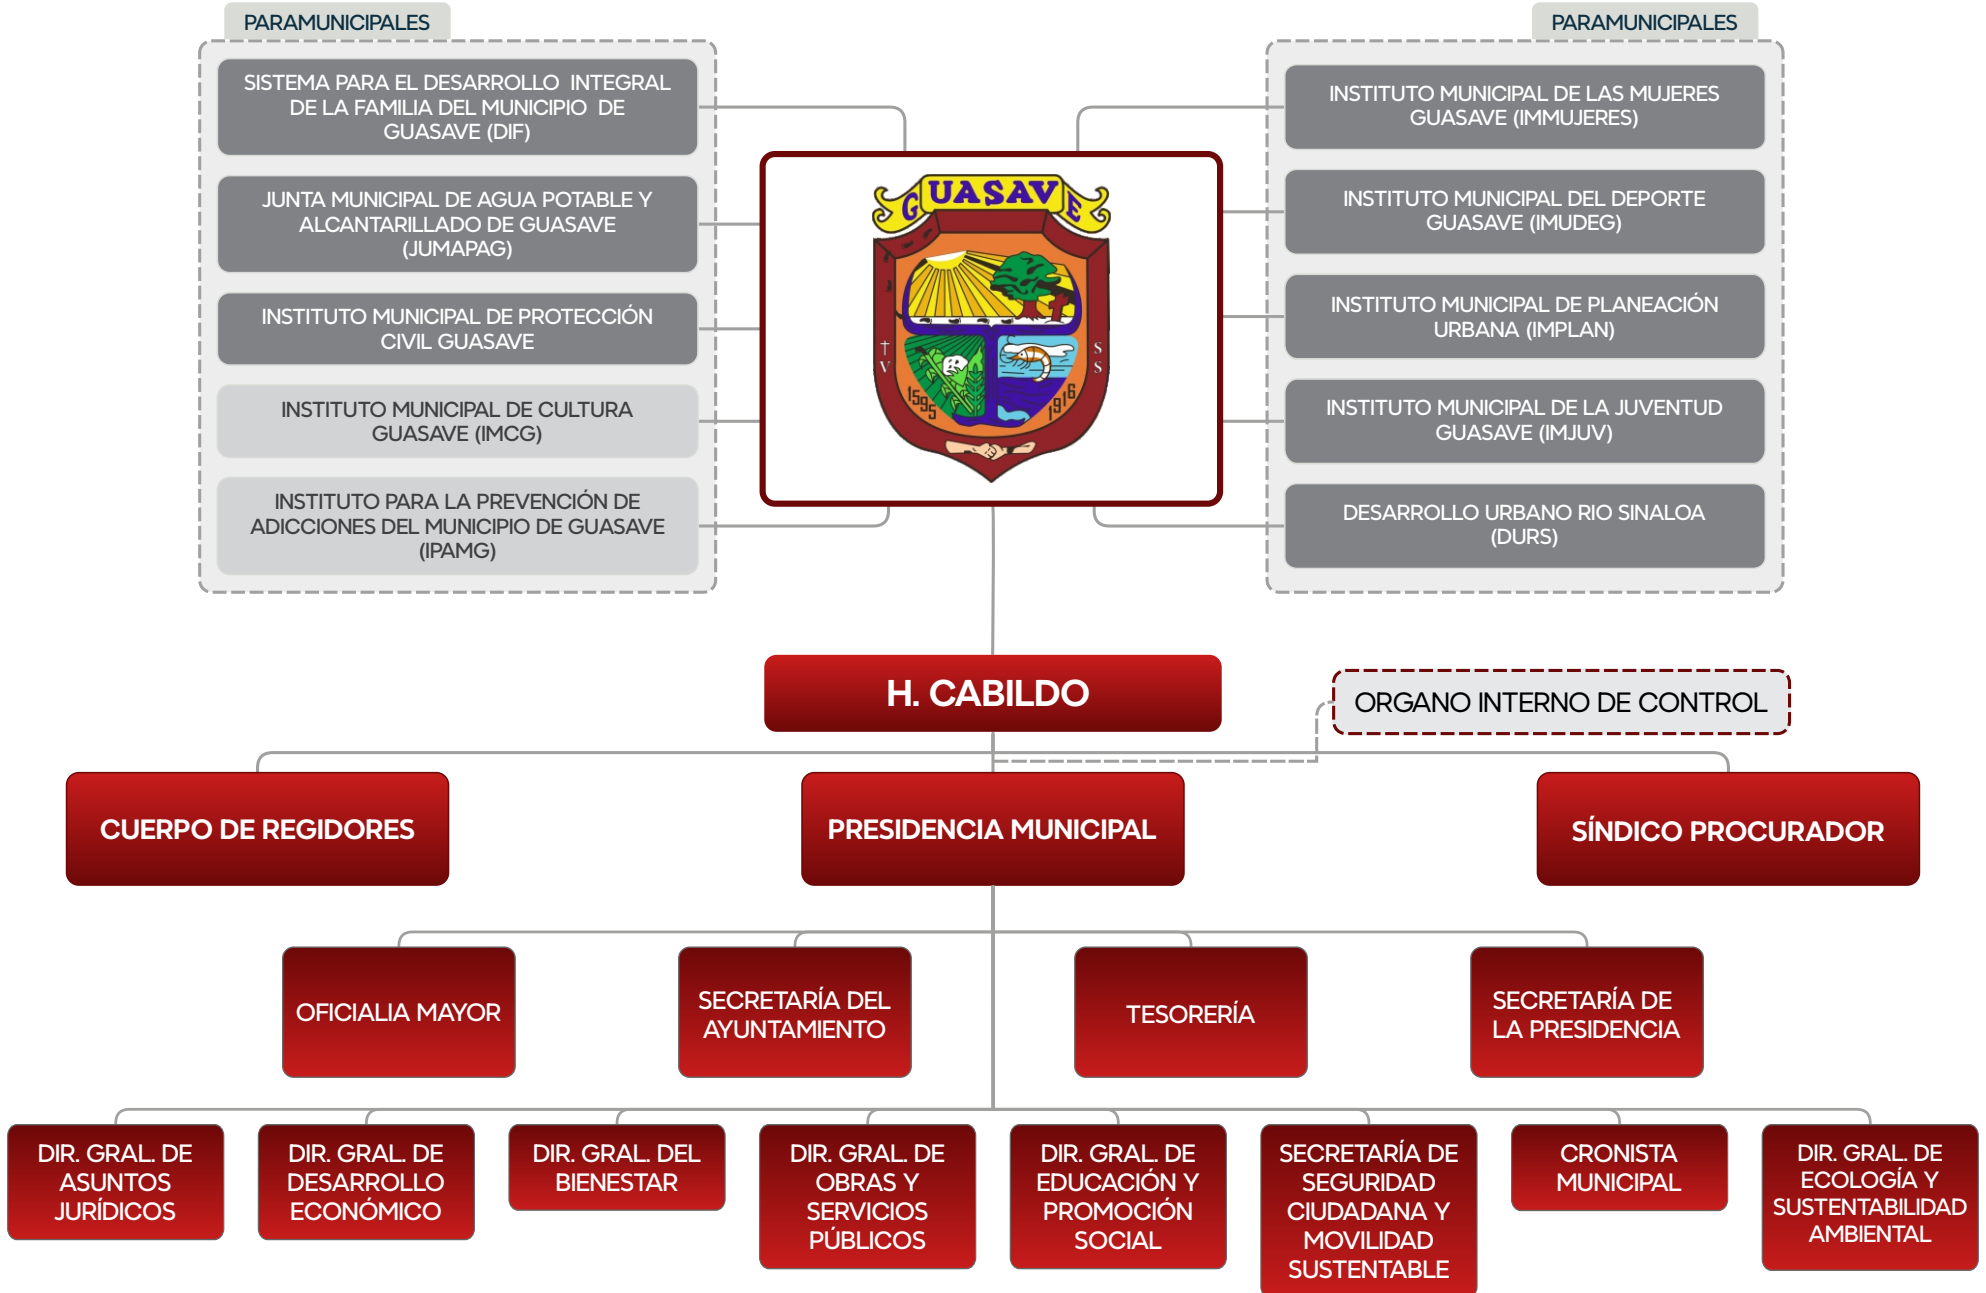 PARAMUNICIPALES
SISTEMA PARA EL DESARROLLO INTEGRAL
DE LA FAMILIA DEL MUNICIPIO DE
GUASAVE (DIF)
JUNTA MUNICIPAL DE AGUA POTABLE Y
ALCANTARILLADO DE GUASAVE
(JUMAPAG)
INSTITUTO MUNICIPAL DE PROTECCIÓN
CIVIL GUASAVE
INSTITUTO MUNICIPAL DE CULTURA
GUASAVE (IMCG)
INSTITUTO PARA LA PREVENCIÓN DE
ADICCIONES DEL MUNICIPIO DE GUASAVE
(IPAMG)
GUASAVE
† V
S S
1595
1916
PARAMUNICIPALES
INSTITUTO MUNICIPAL DE LAS MUJERES
GUASAVE (IMMUJERES)
INSTITUTO MUNICIPAL DEL DEPORTE
GUASAVE (IMUDEG)
INSTITUTO MUNICIPAL DE PLANEACIÓN
URBANA (IMPLAN)
INSTITUTO MUNICIPAL DE LA JUVENTUD
GUASAVE (IMJUV)
DESARROLLO URBANO RIO SINALOA
(DURS)
H. CABILDO
ORGANO INTERNO DE CONTROL
CUERPO DE REGIDORES
PRESIDENCIA MUNICIPAL
SÍNDICO PROCURADOR
OFICIALIA MAYOR
SECRETARÍA DEL
AYUNTAMIENTO
TESORERÍA
SECRETARÍA DE
LA PRESIDENCIA
DIR. GRAL. DE
ASUNTOS
JURÍDICOS
DIR. GRAL. DE
DESARROLLO
ECONÓMICO
DIR. GRAL. DEL
BIENESTAR
DIR. GRAL. DE
OBRAS Y
SERVICIOS
PÚBLICOS
DIR. GRAL. DE
EDUCACIÓN Y
PROMOCIÓN
SOCIAL
SECRETARÍA DE
SEGURIDAD
CIUDADANA Y
MOVILIDAD
SUSTENTABLE
CRONISTA
MUNICIPAL
DIR. GRAL. DE
ECOLOGÍA Y
SUSTENTABILIDAD
AMBIENTAL